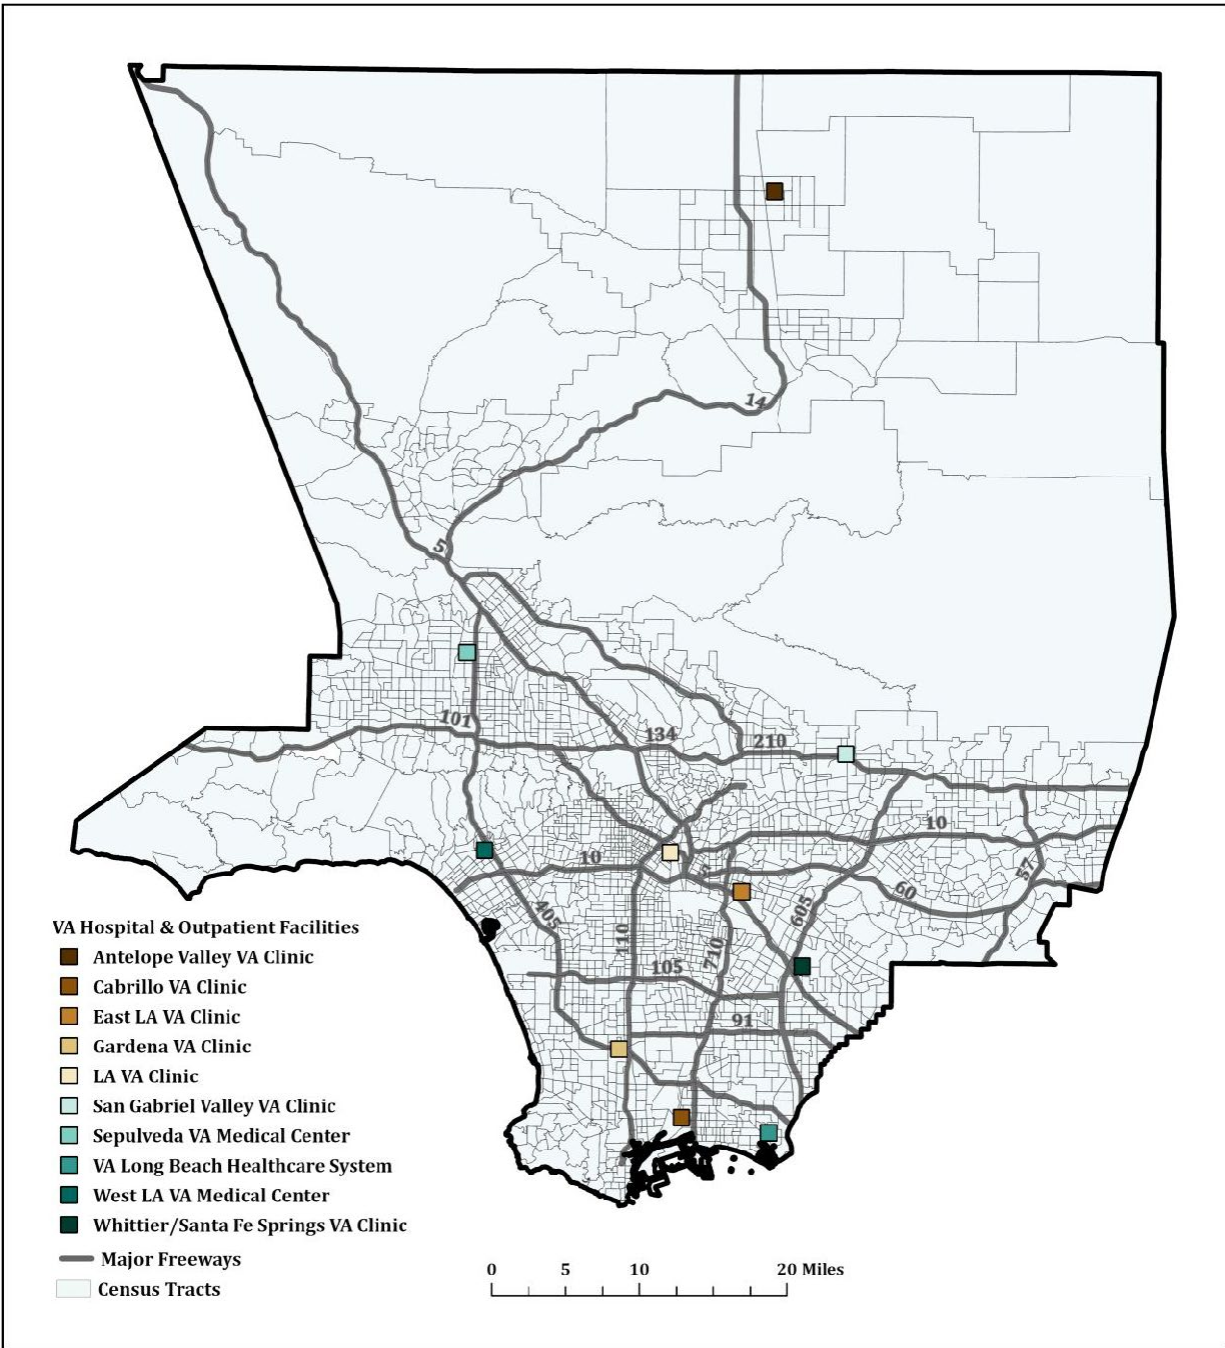 14
5
101
134
210
10
10
5
57
60
405
605
110
710
105
91
VA Hospital & Outpatient Facilities
Antelope Valley VA Clinic
Cabrillo VA Clinic
East LA VA Clinic
Gardena VA Clinic
LA VA Clinic
San Gabriel Valley VA Clinic
Sepulveda VA Medical Center
VA Long Beach Healthcare System
West LA VA Medical Center
Whittier/Santa Fe Springs VA Clinic
Major Freeways
Census Tracts
0 5 10 20 Miles